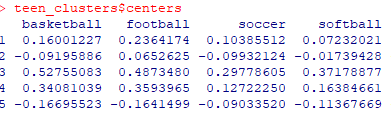 > teen_clusters$centers
basketball football soccer softball
1 0.16001227 0.2364174 0.10385512 0.07232021
2 -0.09195886 0.0652625 -0.09932124 -0.01739428
3 0.52755083 0.4873480 0.29778605 0.37178877
4 0.34081039 0.3593965 0.12722250 0.16384661
5 -0.16695523 -0.1641499 -0.09033520 -0.11367669